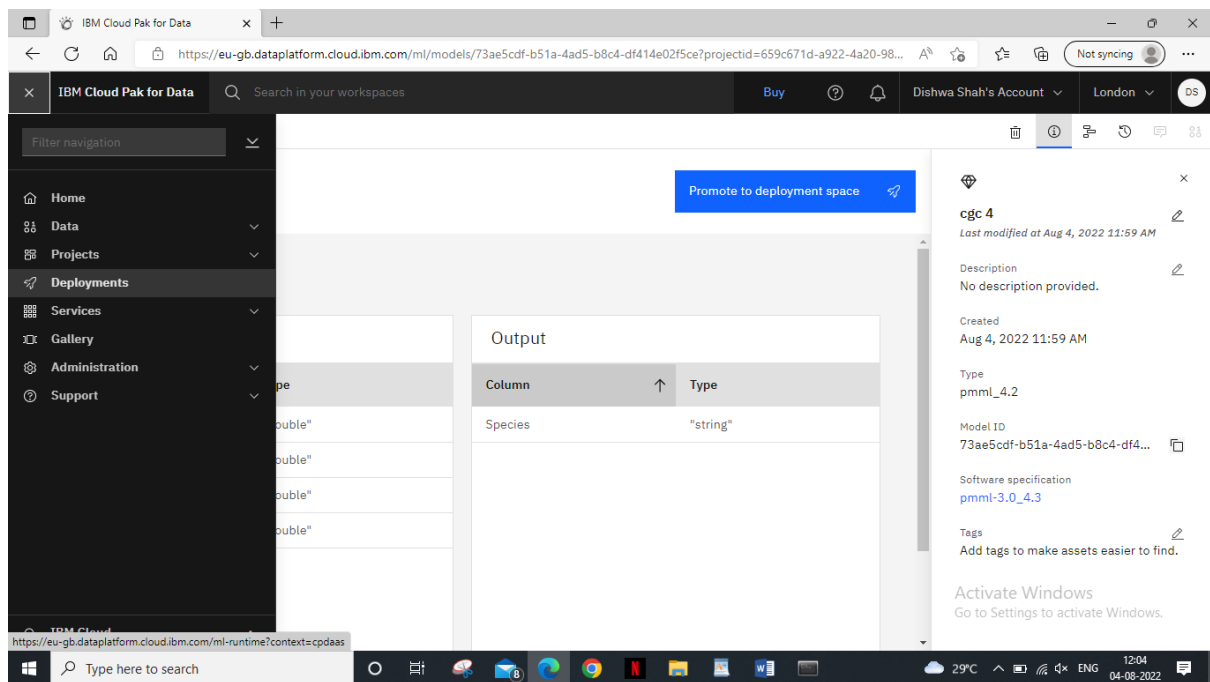 IBM Cloud Pak for Data
https://eu-gb.dataplatform.cloud.ibm.com/ml/models/73ae5cdf-b51a-4ad5-b8c4-df414e02f5ce?projectid=659c671d-a922-4a20-98...
Not syncing
IBM Cloud Pak for Data
Search in your workspaces
Buy
Dishwa Shah's Account
London
DS
Filter navigation
Home
Data
Projects
Deployments
Services
Gallery
Administration
Support
IBM Cloud
https://eu-gb.dataplatform.cloud.ibm.com/ml-runtime?context=cpdaas
Promote to deployment space
pe
ouble"
ouble"
ouble"
ouble"
Output
Column Type
Species "string"
cgc 4
Last modified at Aug 4, 2022 11:59 AM
Description
No description provided.
Created
Aug 4, 2022 11:59 AM
Type
pmml_4.2
Model ID
73ae5cdf-b51a-4ad5-b8c4-df4...
Software specification
pmml-3.0_4.3
Tags
Add tags to make assets easier to find.
Activate Windows
Go to Settings to activate Windows.
Type here to search
8
N
29°C
ENG
12:04
04-08-2022